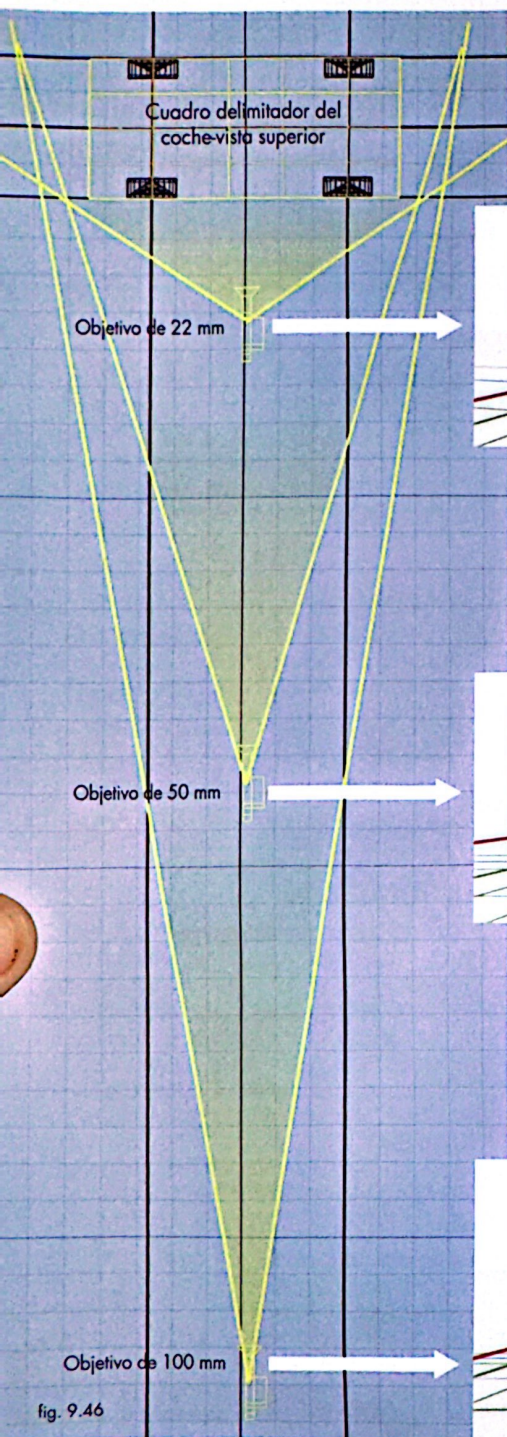 Cuadro delimitador del
coche-vista superior
Objetivo de 22 mm
Objetivo de 50 mm
Objetivo de 100 mm
fig. 9.46